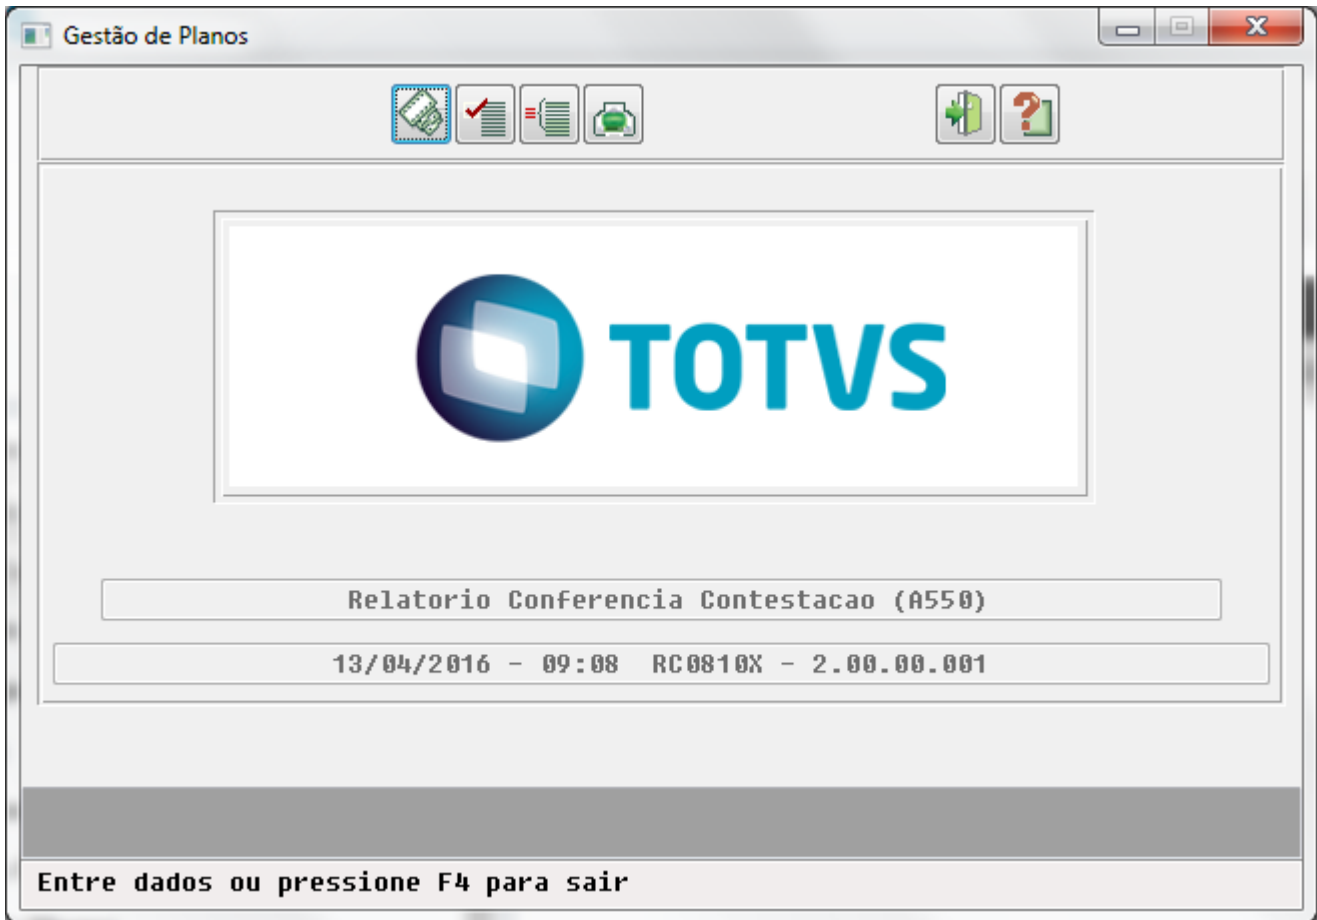 Gestão de Planos
TOTVS
Relatorio Conferencia Contestacao (A550)
13/04/2016 - 09:08 RC0810X - 2.00.00.001
Entre dados ou pressione F4 para sair